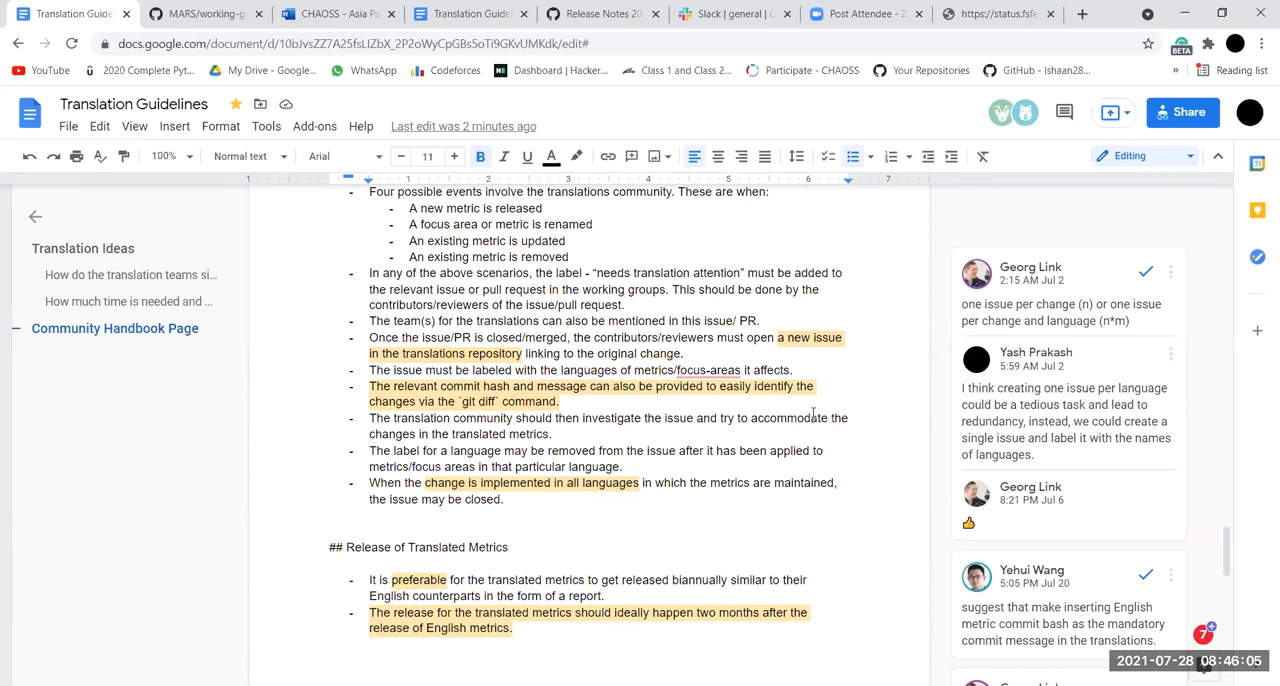 Translation Guideli
MARS/working-g
CHAOSS - Asia Pa
Translation Guide
Release Notes 20
Slack | general | C
Post Attendee - Z
https://status.fsfe
docs.google.com/document/d/10bJvsZZ7A25fsLIZbX_2P2oWyCpGBs5oTi9GKvUMKdk/edit#
BETA
YouTube
2020 Complete Pyt...
My Drive - Google...
WhatsApp
Codeforces
Dashboard | Hacker...
Class 1 and Class 2...
Participate - CHAOSS
Your Repositories
GitHub - Ishaan28...
»
Reading list
Translation Guidelines
File Edit View Insert Format Tools Add-ons Help Last edit was 2 minutes ago
Share
100% Normal text Arial 11 B I U A Editing
1 1 2 3 4 5 6 7
Translation Ideas
How do the translation teams si...
How much time is needed and ...
Community Handbook Page
- Four possible events involve the translations community. These are when:
- A new metric is released
- A focus area or metric is renamed
- An existing metric is updated
- An existing metric is removed
- In any of the above scenarios, the label - “needs translation attention” must be added to
the relevant issue or pull request in the working groups. This should be done by the
contributors/reviewers of the issue/pull request.
- The team(s) for the translations can also be mentioned in this issue/ PR.
- Once the issue/PR is closed/merged, the contributors/reviewers must open a new issue
in the translations repository linking to the original change.
- The issue must be labeled with the languages of metrics/focus-areas it affects.
- The relevant commit hash and message can also be provided to easily identify the
changes via the `git diff` command.
- The translation community should then investigate the issue and try to accommodate the
changes in the translated metrics.
- The label for a language may be removed from the issue after it has been applied to
metrics/focus areas in that particular language.
- When the change is implemented in all languages in which the metrics are maintained,
the issue may be closed.
## Release of Translated Metrics
- It is preferable for the translated metrics to get released biannually similar to their
English counterparts in the form of a report.
- The release for the translated metrics should ideally happen two months after the
release of English metrics.
Georg Link
2:15 AM Jul 2
one issue per change (n) or one issue
per change and language (n*m)
Yash Prakash
5:59 AM Jul 2
I think creating one issue per language
could be a tedious task and lead to
redundancy, instead, we could create a
single issue and label it with the names
of languages.
Georg Link
8:21 PM Jul 6
👍
Yehui Wang
5:05 PM Jul 20
suggest that make inserting English
metric commit bash as the mandatory
commit message in the translations.
7
2021-07-28 08:46:05